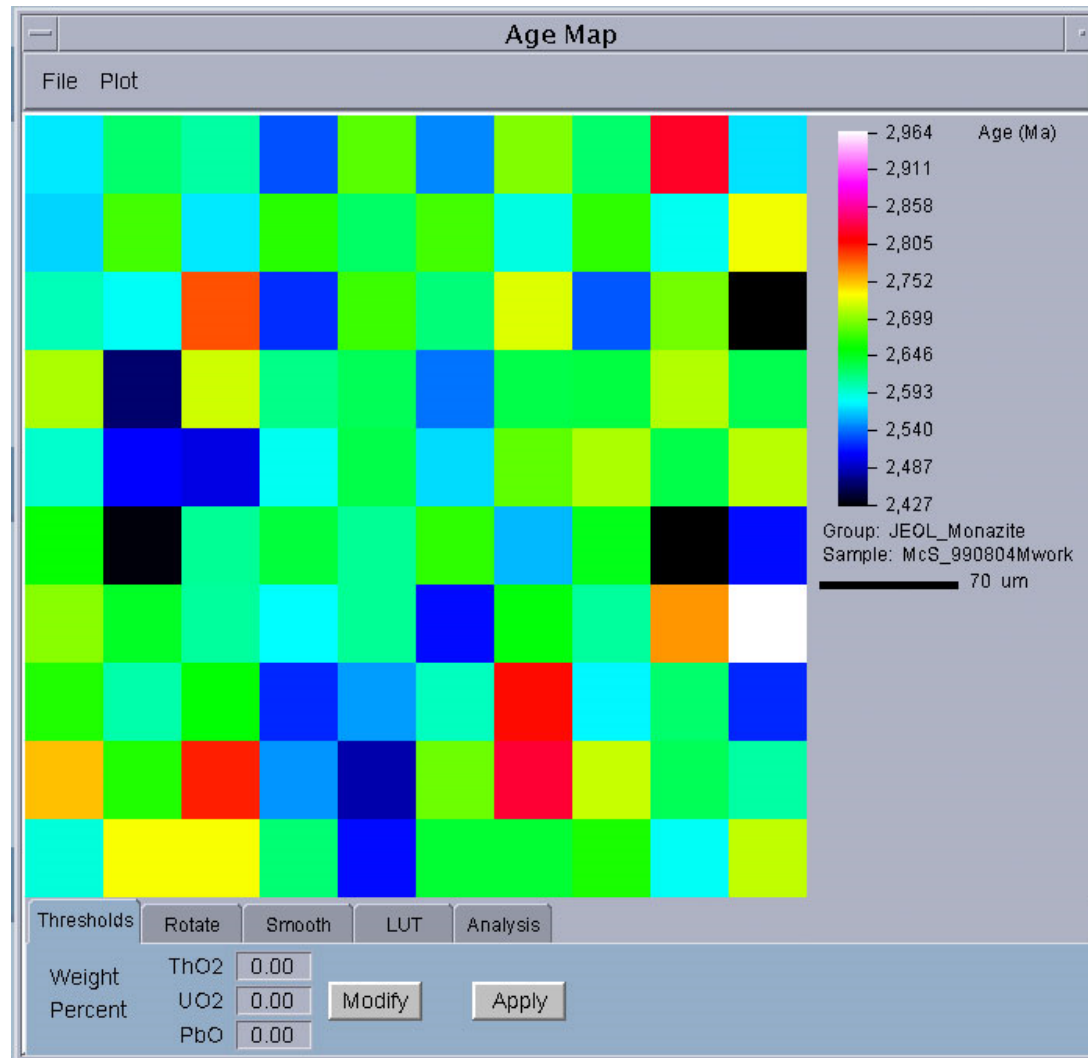 Age Map
File Plot
2,964 Age (Ma)
2,911
2,858
2,805
2,752
2,699
2,646
2,593
2,540
2,487
2,427
Group: JEOL_Monazite
Sample: McS_990804Mwork
70 um
Thresholds Rotate Smooth LUT Analysis
Weight
Percent
ThO2 0.00
UO2 0.00
PbO 0.00
Modify Apply